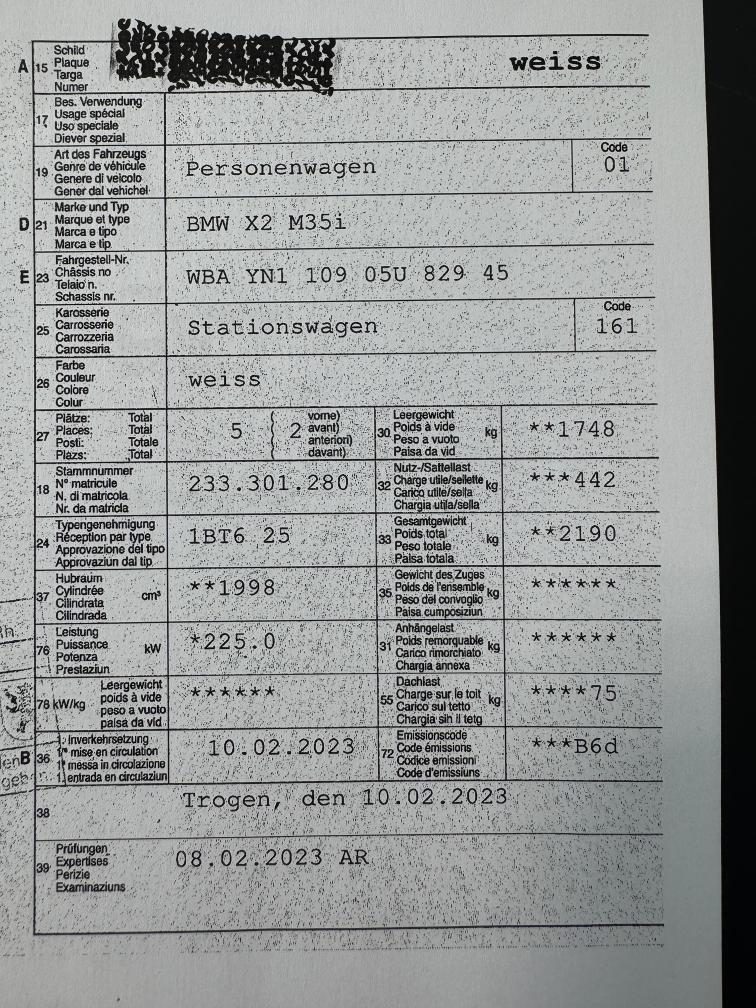 A 15 Schild weiss
Plaque
Targa
Numer
17 Bes. Verwendung
Usage spécial
Uso speciale
Diever spezial
19 Art des Fahrzeugs Personenwagen Code 01
Genre de véhicule
Genere di veicolo
Gener dal vehichel
D 21 Marke und Typ BMW X2 M35i
Marque et type
Marca e tipo
Marca e tip
E 23 Fahrgestell-Nr. WBA YN1 109 05U 829 45
Châssis no
Telaio n.
Schassis nr.
25 Karosserie Stationswagen Code 161
Carrosserie
Carrozzeria
Carossaria
26 Farbe weiss
Couleur
Colore
Colur
27 Plätze: Total 5 ( 2 vorne)
Places: Total avant)
Posti: Totale anteriori)
Plazs: Total davant)
30 Leergewicht kg **1748
Poids à vide
Peso a vuoto
Paisa da vid
18 Stammnummer 233.301.280
N° matricule
N. di matricola
Nr. da matricla
32 Nutz-/Sattellast kg ***442
Charge utile/sellette
Carico utile/sella
Chargia utila/sella
24 Typengenehmigung 1BT6 25
Réception par type
Approvazione del tipo
Approvaziun dal tip
33 Gesamtgewicht kg **2190
Poids total
Peso totale
Paisa totala
37 Hubraum cm³ **1998
Cylindrée
Cilindrata
Cilindrada
35 Gewicht des Zuges kg ******
Poids de l'ensemble
Peso del convoglio
Paisa cumposiziun
76 Leistung kW *225.0
Puissance
Potenza
Prestaziun
31 Anhängelast kg ******
Poids remorquable
Carico rimorchiato
Chargia annexa
78 kW/kg Leergewicht ******
poids à vide
peso a vuoto
paisa da vid
55 Dachlast kg ****75
Charge sur le toit
Carico sul tetto
Chargia sin il tetg
B 36 1. Inverkehrsetzung 10.02.2023
1re mise en circulation
1a messa in circolazione
1. entrada en circulaziun
72 Emissionscode ***B6d
Code émissions
Codice emissioni
Code d'emissiuns
38 Trogen, den 10.02.2023
39 Prüfungen 08.02.2023 AR
Expertises
Perizie
Examinaziuns